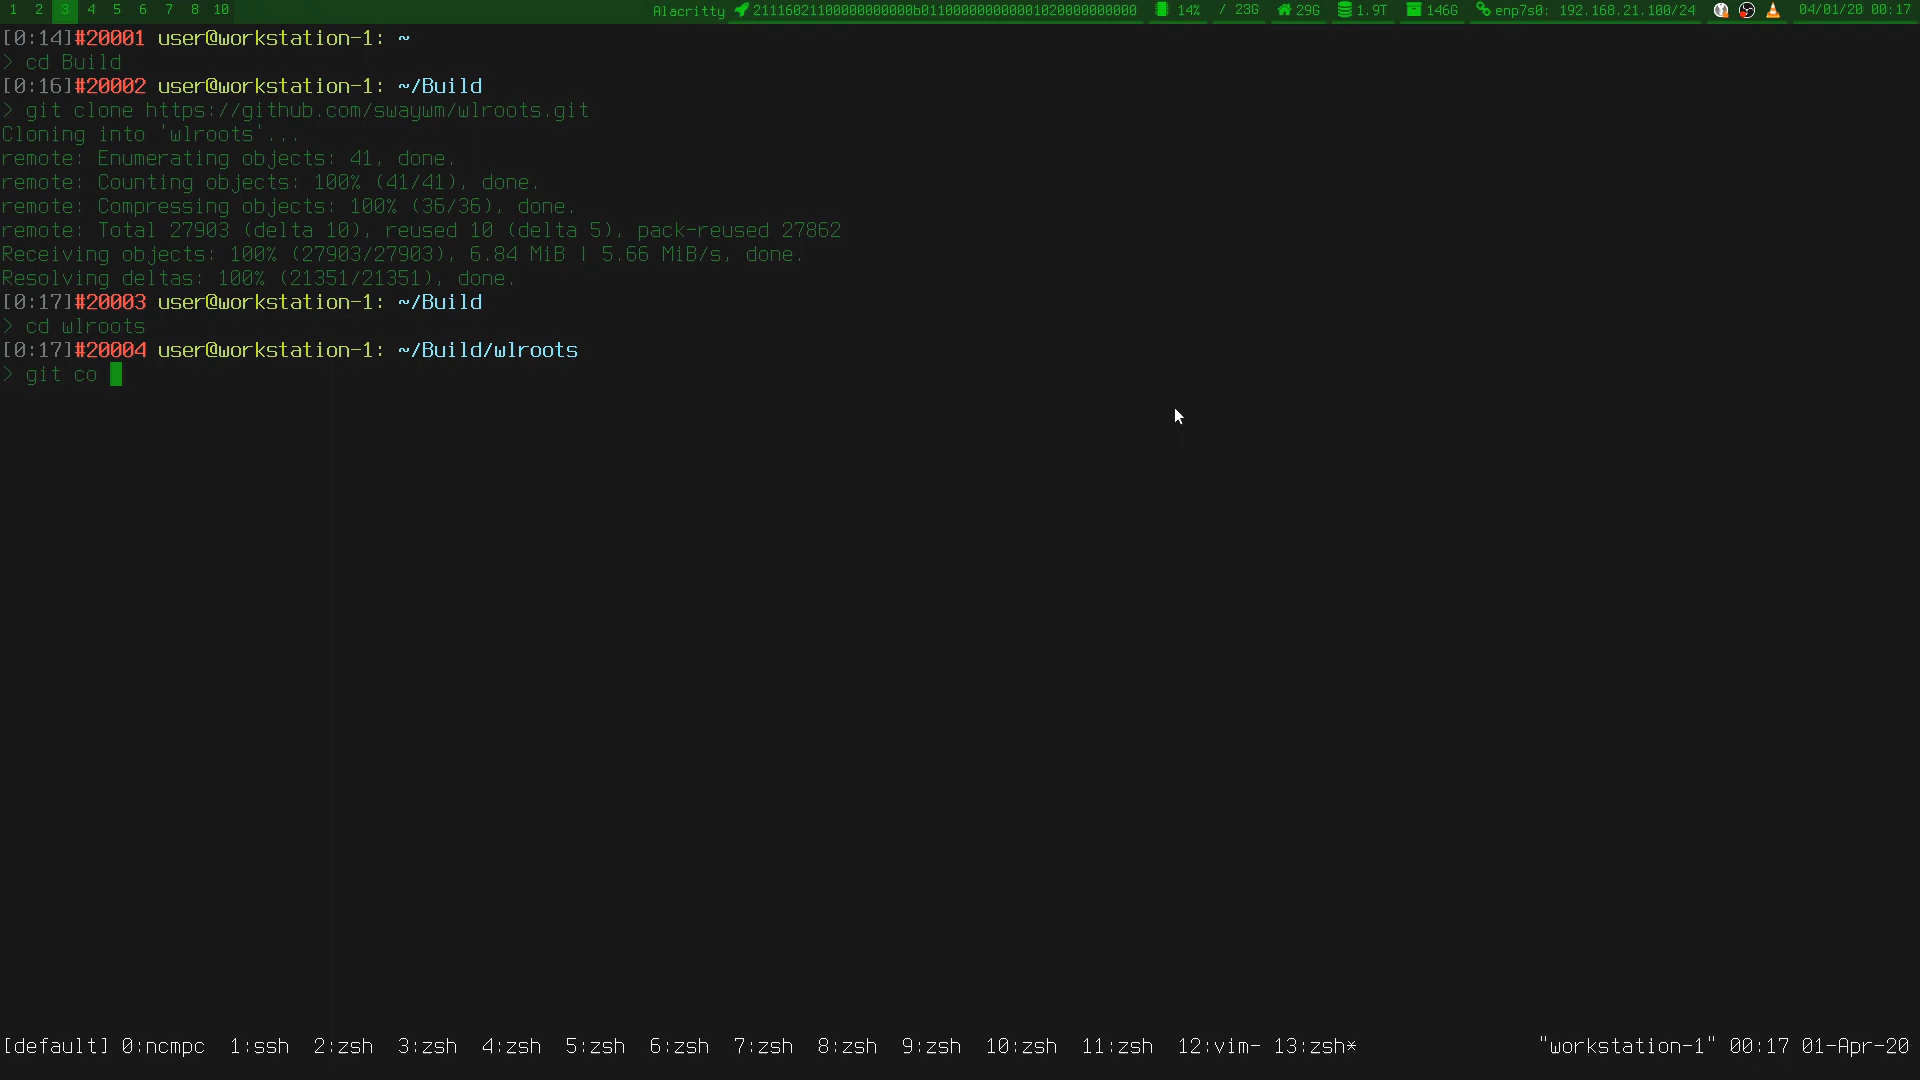 1 2 3 4 5 6 7 8 10 Alacritty 14% / 23G 29G 1.9T 146G enp7s0: 192.168.21.100/24 04/01/20 00:17
[0:14]#20001 user@workstation-1: ~
> cd Build
[0:16]#20002 user@workstation-1: ~/Build
> git clone https://github.com/swaywm/wlroots.git
Cloning into 'wlroots'...
remote: Enumerating objects: 41, done.
remote: Counting objects: 100% (41/41), done.
remote: Compressing objects: 100% (36/36), done.
remote: Total 27903 (delta 10), reused 10 (delta 5), pack-reused 27862
Receiving objects: 100% (27903/27903), 6.84 MiB | 5.66 MiB/s, done.
Resolving deltas: 100% (21351/21351), done.
[0:17]#20003 user@workstation-1: ~/Build
> cd wlroots
[0:17]#20004 user@workstation-1: ~/Build/wlroots
> git co
[default] 0:ncmpc 1:ssh 2:zsh 3:zsh 4:zsh 5:zsh 6:zsh 7:zsh 8:zsh 9:zsh 10:zsh 11:zsh 12:vim- 13:zsh* "workstation-1" 00:17 01-Apr-20